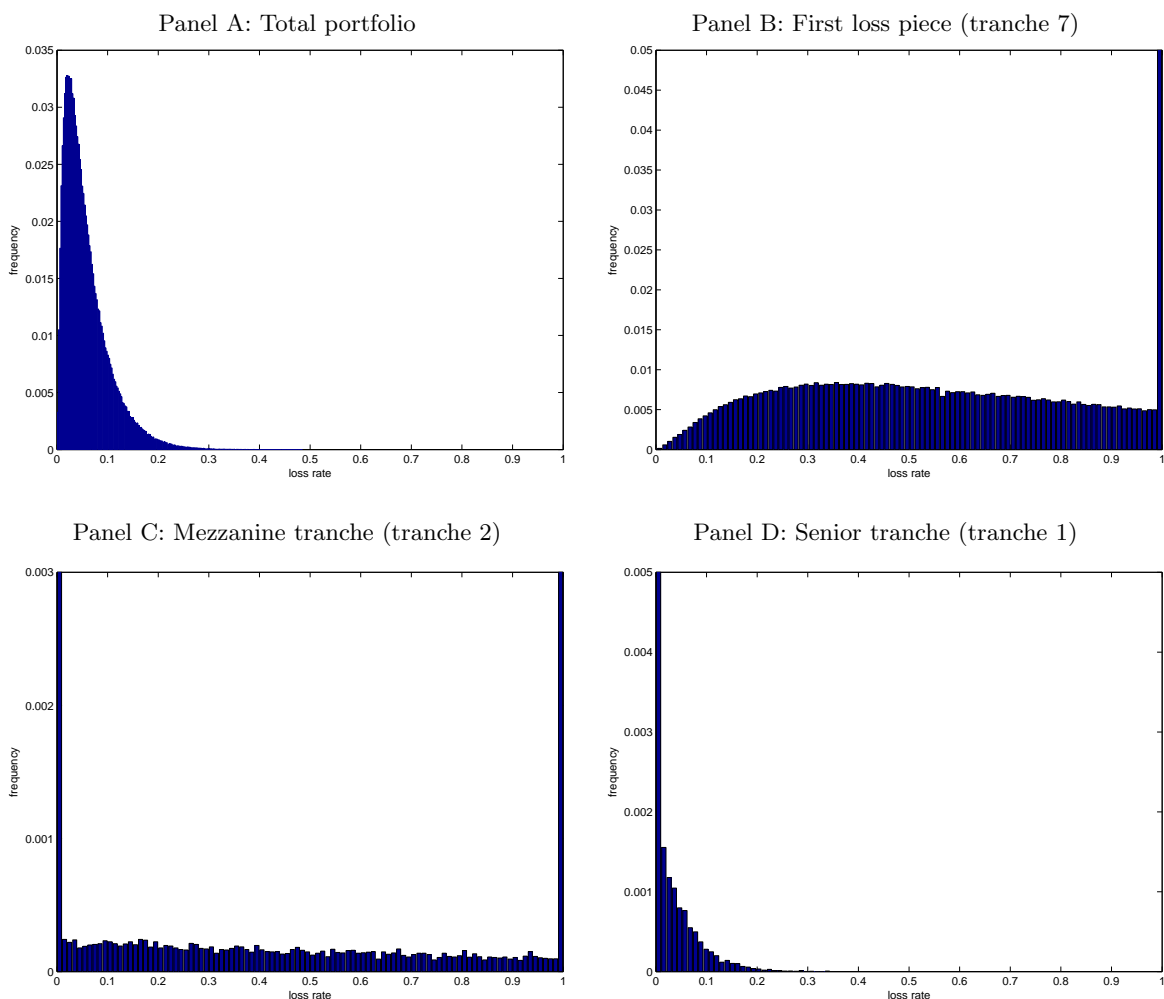 Panel A: Total portfolio
0.035
0.03
0.025
0.02
0.015
0.01
0.005
0
frequency
0 0.1 0.2 0.3 0.4 0.5 0.6 0.7 0.8 0.9 1
loss rate
Panel B: First loss piece (tranche 7)
0.05
0.045
0.04
0.035
0.03
0.025
0.02
0.015
0.01
0.005
0
frequency
0 0.1 0.2 0.3 0.4 0.5 0.6 0.7 0.8 0.9 1
loss rate
Panel C: Mezzanine tranche (tranche 2)
0.003
0.002
0.001
0
frequency
0 0.1 0.2 0.3 0.4 0.5 0.6 0.7 0.8 0.9 1
loss rate
Panel D: Senior tranche (tranche 1)
0.005
0.004
0.003
0.002
0.001
0
frequency
0 0.1 0.2 0.3 0.4 0.5 0.6 0.7 0.8 0.9 1
loss rate